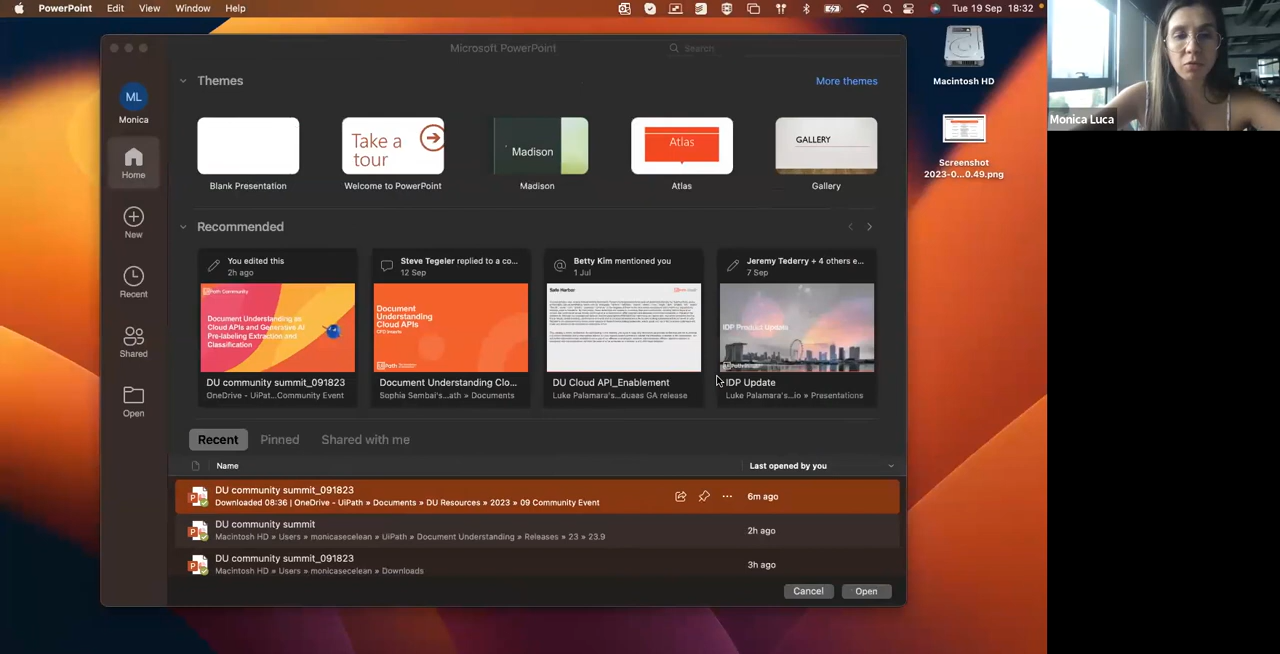 PowerPoint Edit View Window Help
Tue 19 Sep 18:32
Microsoft PowerPoint
Search
ML
Monica
Home
New
Recent
Shared
Open
Themes
More themes
Take a
tour
Madison
Atlas
GALLERY
Blank Presentation
Welcome to PowerPoint
Madison
Atlas
Gallery
Recommended
You edited this
2h ago
Path Community
Document Understanding as
Cloud APIs and Generative AI
Pre-labeling Extraction and
Classification
DU community summit_091823
OneDrive - UiPat...Community Event
Steve Tegeler replied to a co...
12 Sep
Document
Understanding
Cloud APIs
Path
Document Understanding Clo...
Sophia Sembai's...ath » Documents
Betty Kim mentioned you
1 Jul
Safe Harbor
DU Cloud API_Enablement
Luke Palamara's...duaas GA release
Jeremy Tederry + 4 others e...
7 Sep
IDP Product Update
Path
IDP Update
Luke Palamara's...io » Presentations
Recent Pinned Shared with me
Name Last opened by you
DU community summit_091823
Downloaded 08:36 | OneDrive - UiPath » Documents » DU Resources » 2023 » 09 Community Event
6m ago
DU community summit
Macintosh HD » Users » monicasecelean » UiPath » Document Understanding » Releases » 23 » 23.9
2h ago
DU community summit_091823
Macintosh HD » Users » monicasecelean » Downloads
3h ago
Cancel Open
Macintosh HD
Screenshot
2023-0...0.49.png
Monica Luca